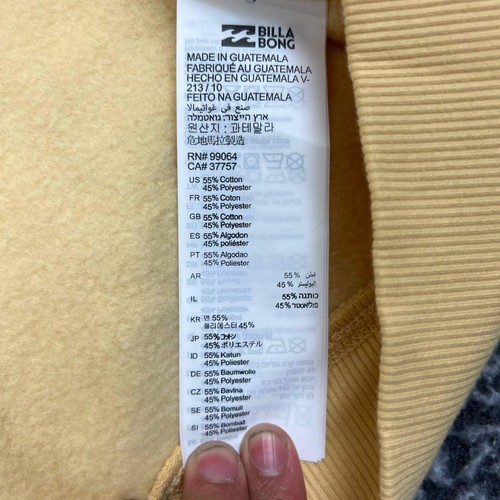 BILLA
BONG
MADE IN GUATEMALA
FABRIQUÉ AU GUATEMALA
HECHO EN GUATEMALA V-
213 / 10
FEITO NA GUATEMALA
صنع في غواتيمالا
ארץ הייצור: גואטמלה
원산지 : 과테말라
危地馬拉製造
RN# 99064
CA# 37757
US 55% Cotton
45% Polyester
FR 55% Coton
45% Polyester
GB 55% Cotton
45% Polyester
ES 55% Algodon
45% poliéster
PT 55% Algodao
45% Poliester
AR 55% قطن
45% البوليستر
IL 55% כותנה
45% פוליאסטר
KR 면 55%
폴리에스터 45%
JP 55% コットン
45% ポリエステル
ID 55% Katun
45% Poliester
DE 55% Baumwolle
45% Polyester
CZ 55% Bavina
45% Polyester
SE 55% Bomull
45% Polyester
SI 55% Bombaž
45% Polyester